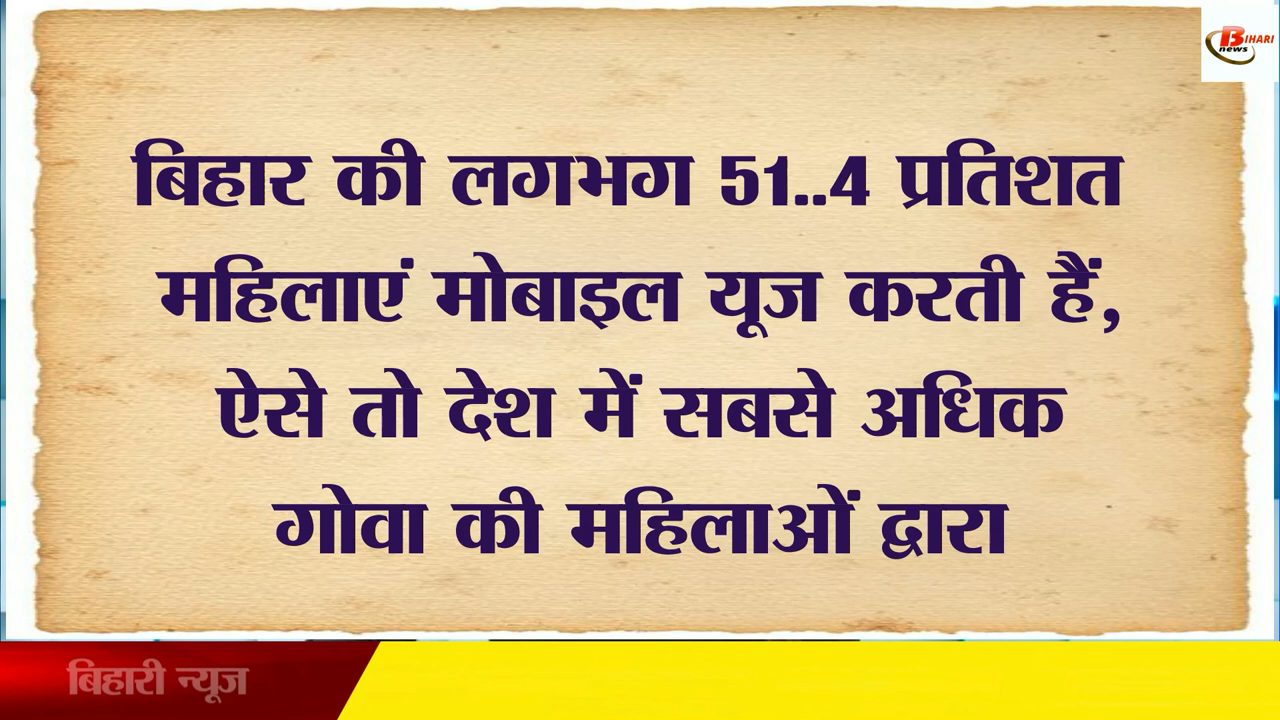 BIHARI
news
बिहार की लगभग 51..4 प्रतिशत
महिलाएं मोबाइल यूज करती हैं,
ऐसे तो देश में सबसे अधिक
गोवा की महिलाओं द्वारा
बिहारी न्यूज